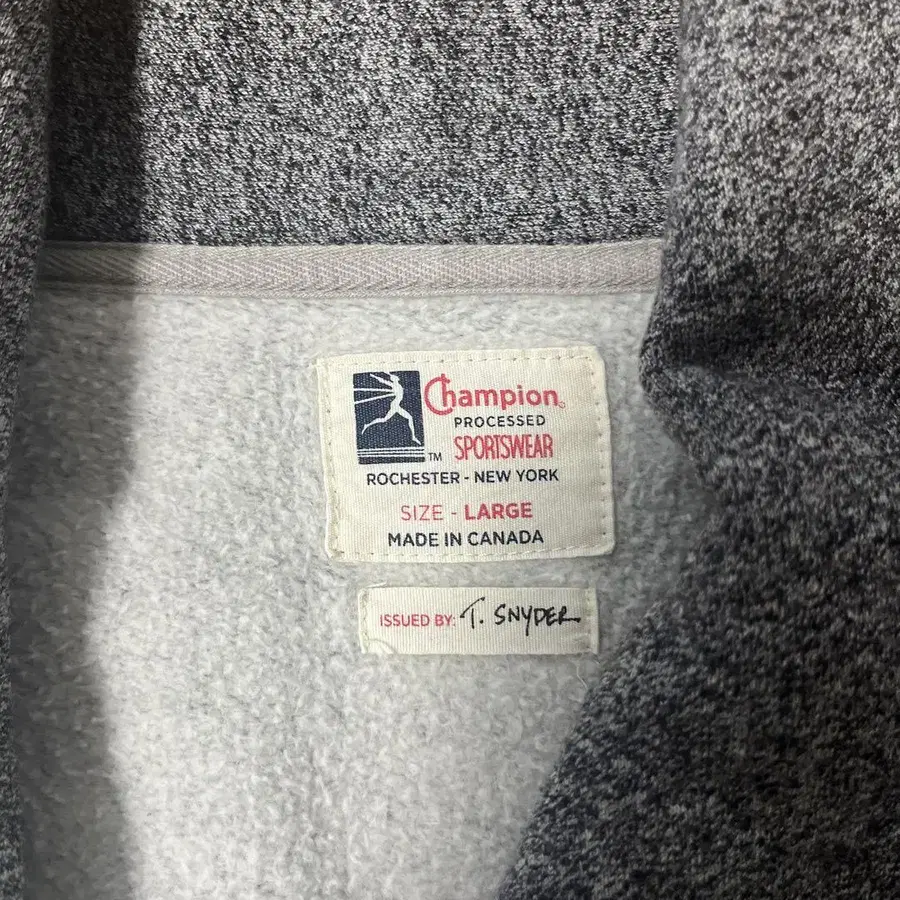 Champion
PROCESSED
TM SPORTSWEAR
ROCHESTER - NEW YORK
SIZE - LARGE
MADE IN CANADA
ISSUED BY: T. SNYDER